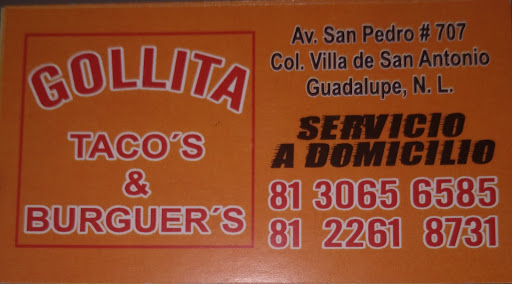 GOLLITA
TACO´S
&
BURGUER´S
Av. San Pedro # 707
Col. Villa de San Antonio
Guadalupe, N. L.
SERVICIO
A DOMICILIO
81 3065 6585
81 2261 8731